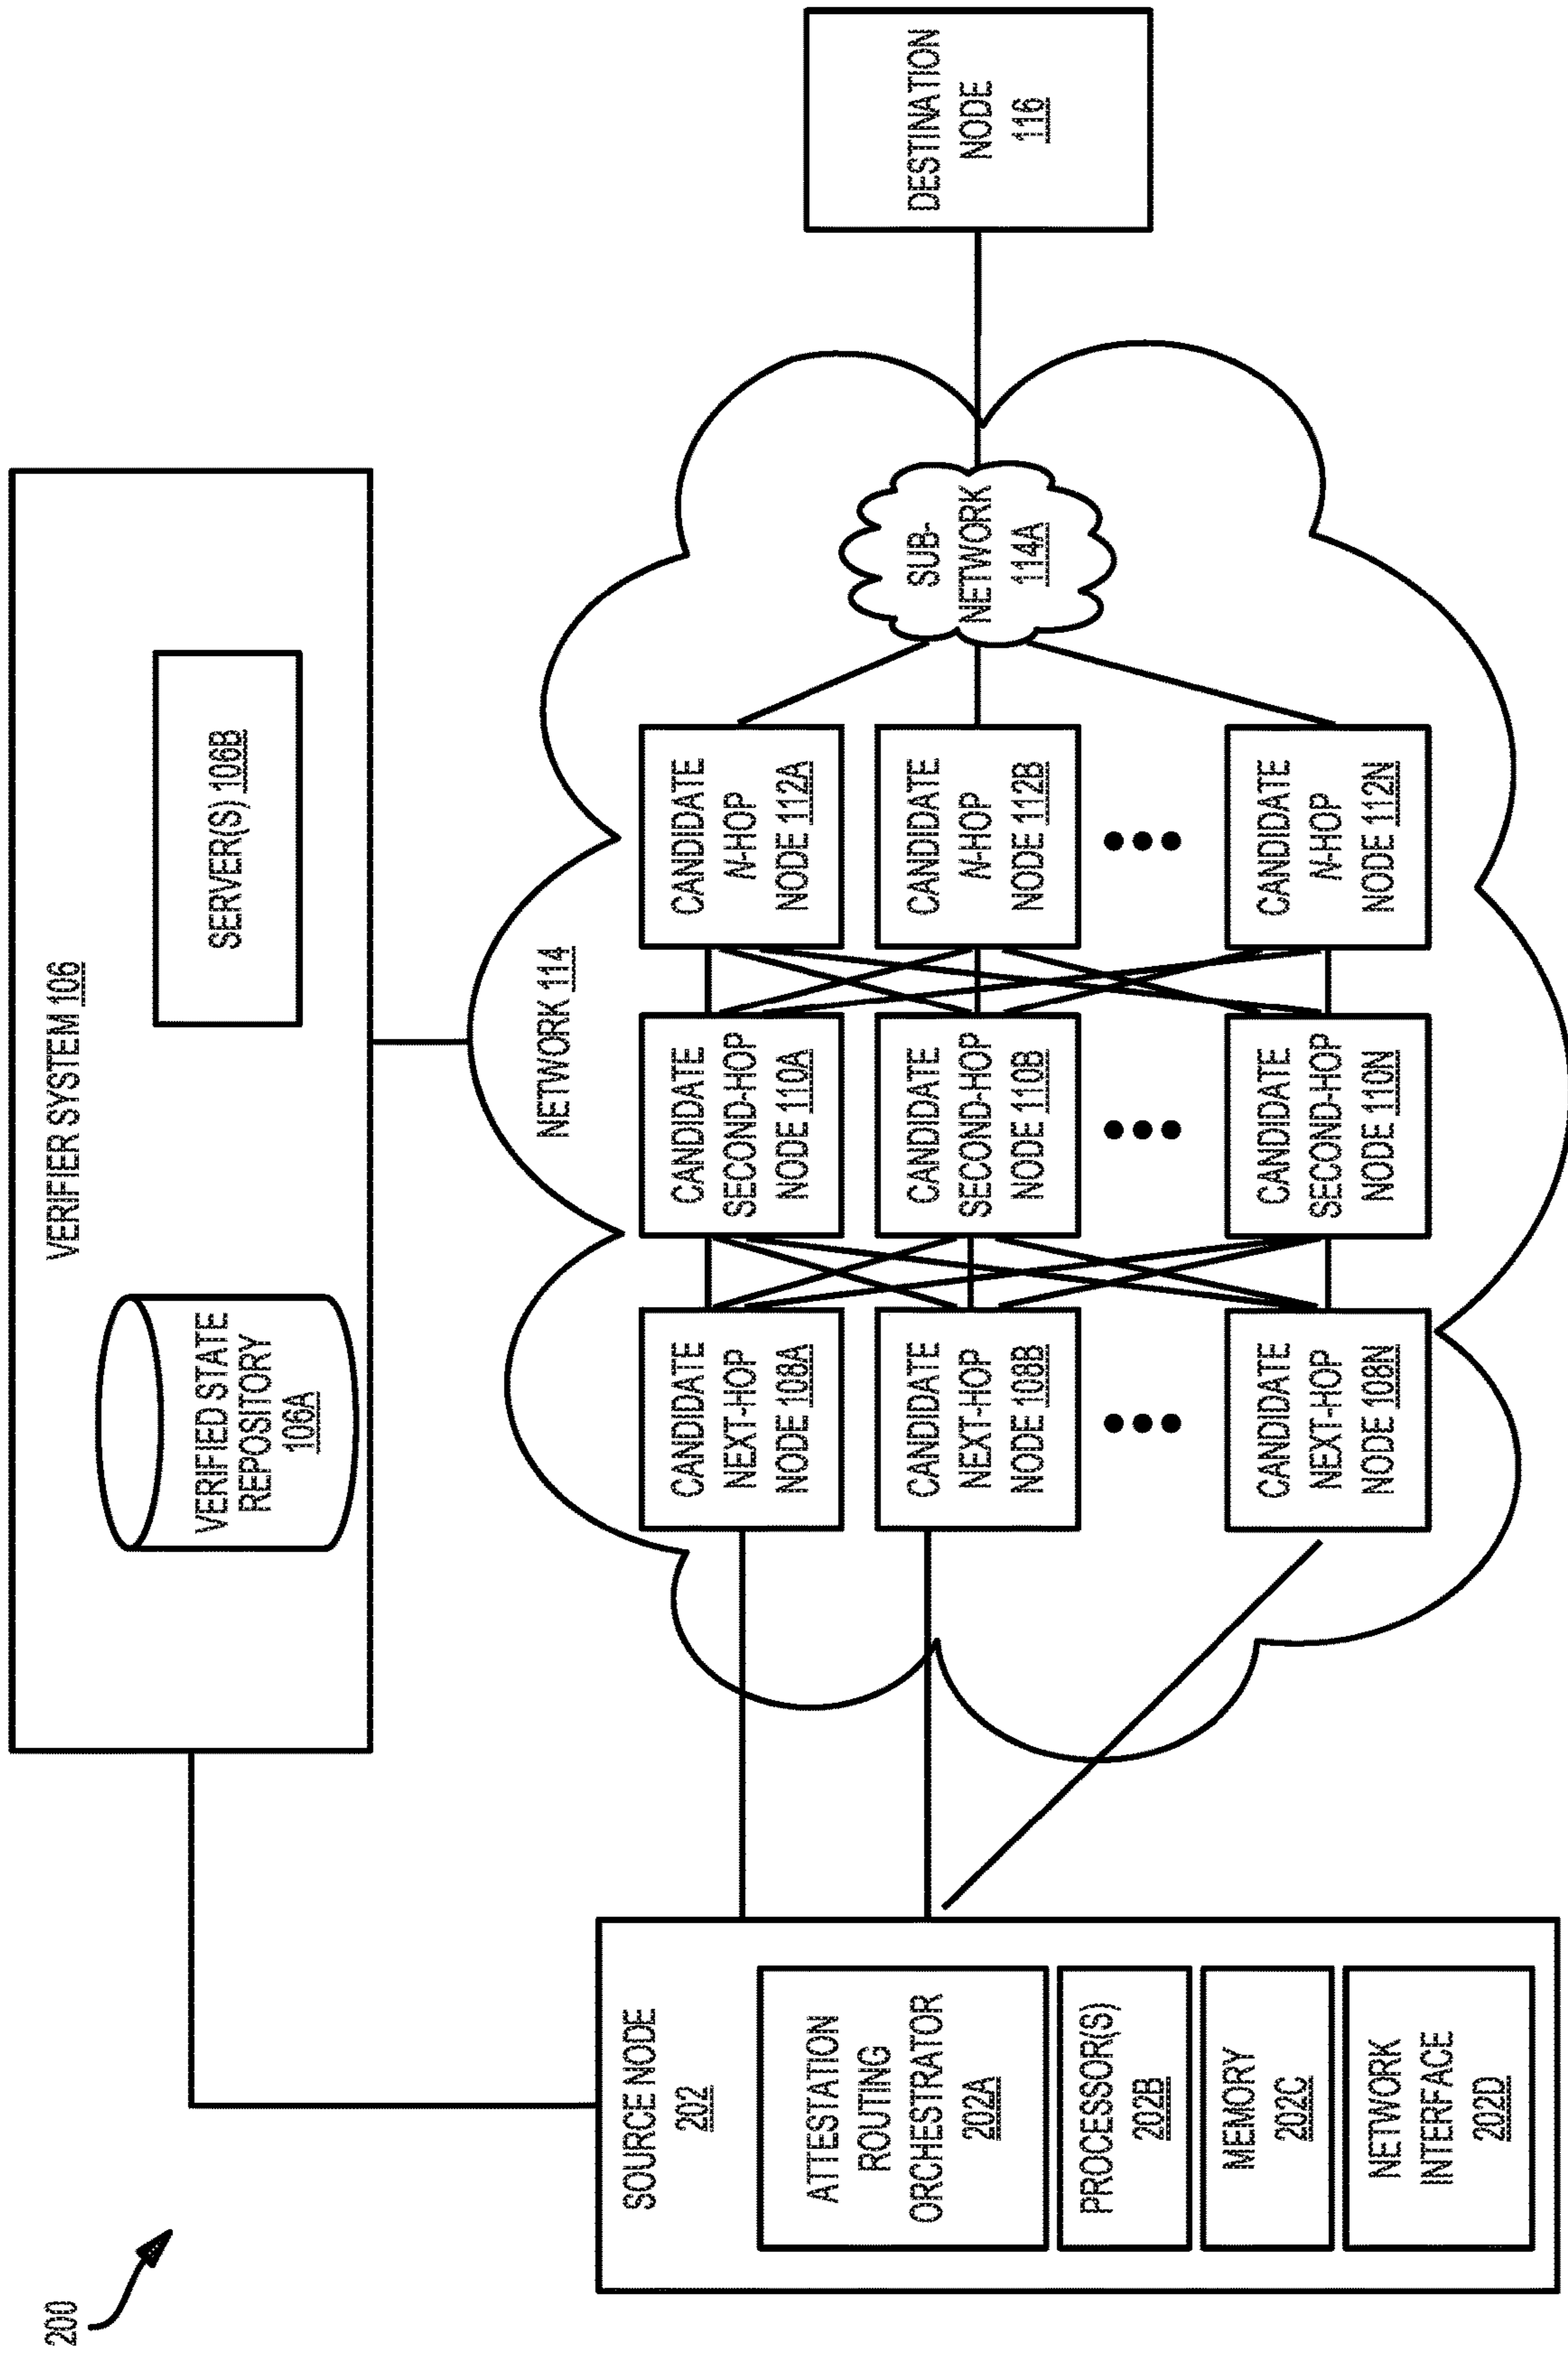 200
VERIFIER SYSTEM 106
VERIFIED STATE
REPOSITORY
106A
SERVER(S) 106B
SOURCE NODE
202
ATTESTATION
ROUTING
ORCHESTRATOR
202A
PROCESSOR(S)
202B
MEMORY
202C
NETWORK
INTERFACE
202D
NETWORK 114
CANDIDATE
NEXT-HOP
NODE 108A
CANDIDATE
SECOND-HOP
NODE 110A
CANDIDATE
N-HOP
NODE 112A
CANDIDATE
NEXT-HOP
NODE 108B
CANDIDATE
SECOND-HOP
NODE 110B
CANDIDATE
N-HOP
NODE 112B
CANDIDATE
NEXT-HOP
NODE 108N
CANDIDATE
SECOND-HOP
NODE 110N
CANDIDATE
N-HOP
NODE 112N
SUB-
NETWORK
114A
DESTINATION
NODE
116